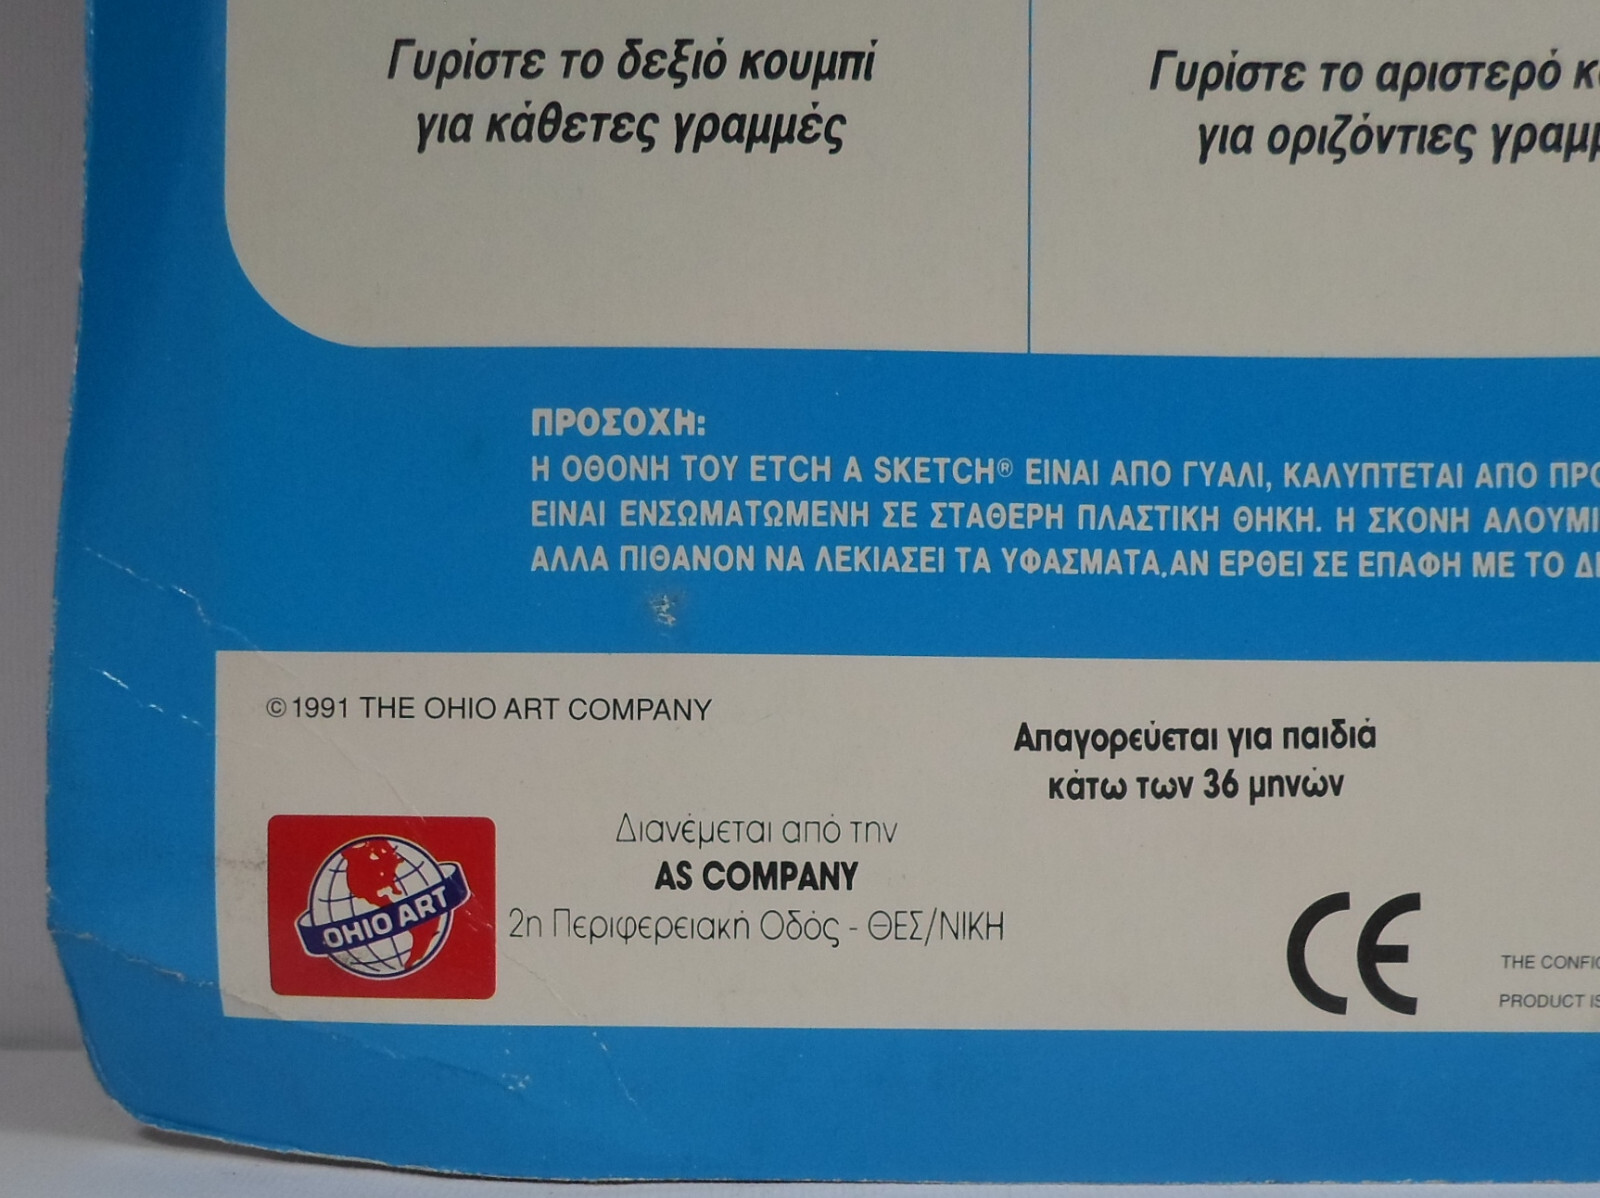 Γυρίστε το δεξιό κουμπί
για κάθετες γραμμές
Γυρίστε το αριστερό
για οριζόντιες
ΠΡΟΣΟΧΗ:
Η ΟΘΟΝΗ ΤΟΥ ETCH A SKETCH® ΕΙΝΑΙ ΑΠΟ ΓΥΑΛΙ, ΚΑΛΥΠΤΕΤΑΙ ΑΠΟ
ΕΙΝΑΙ ΕΝΣΩΜΑΤΩΜΕΝΗ ΣΕ ΣΤΑΘΕΡΗ ΠΛΑΣΤΙΚΗ ΘΗΚΗ. Η ΣΚΟΝΗ
ΑΛΛΑ ΠΙΘΑΝΟΝ ΝΑ ΛΕΚΙΑΣΕΙ ΤΑ ΥΦΑΣΜΑΤΑ,ΑΝ ΕΡΘΕΙ ΣΕ ΕΠΑΦΗ ΜΕ ΤΟ
©1991 THE OHIO ART COMPANY
Απαγορεύεται για παιδιά
κάτω των 36 μηνών
Διανέμεται από την
AS COMPANY
2η Περιφερειακή Οδός - ΘΕΣ/ΝΙΚΗ
OHIO ART
CE
THE
PRODUCT